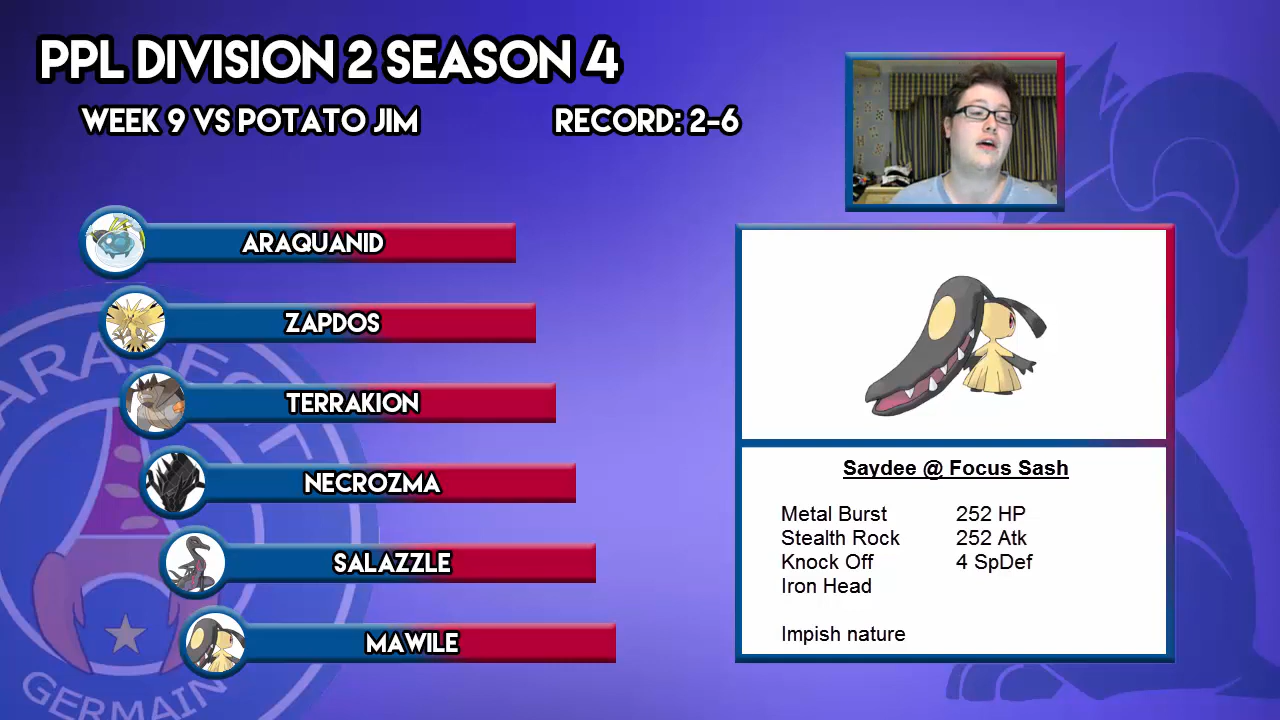 PPL DIVISION 2 SEASON 4
WEEK 9 VS POTATO JIM
RECORD: 2-6
ARAQUANID
ZAPDOS
TERRAKION
NECROZMA
SALAZZLE
MAWILE
Saydee @ Focus Sash
Metal Burst 252 HP
Stealth Rock 252 Atk
Knock Off 4 SpDef
Iron Head
Impish nature
GERMAIN